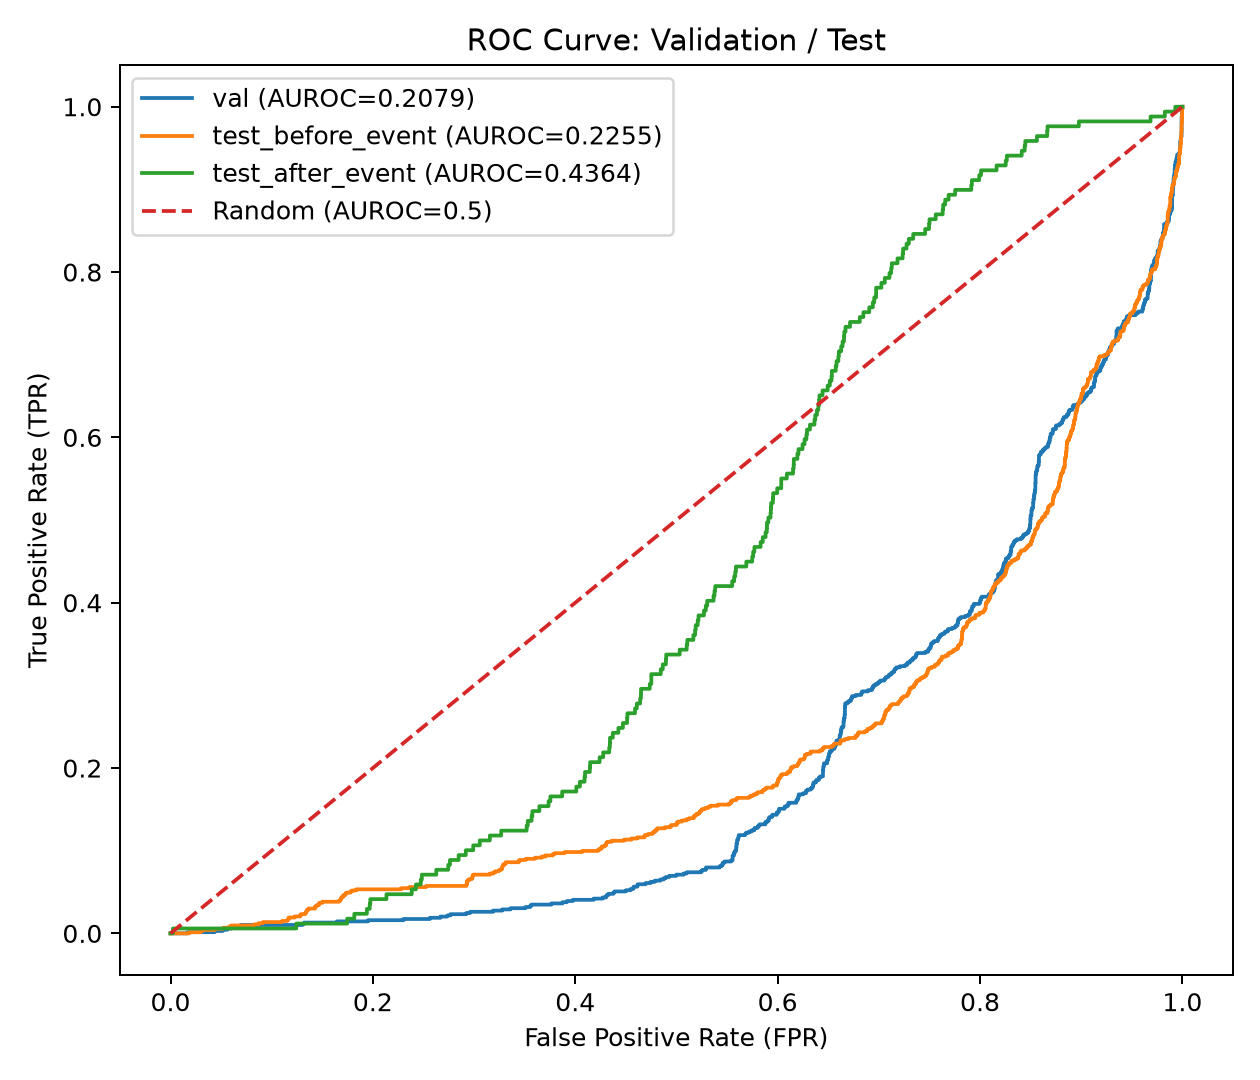 ROC Curve: Validation / Test
val (AUROC=0.2079)
test_before_event (AUROC=0.2255)
test_after_event (AUROC=0.4364)
Random (AUROC=0.5)
1.0
0.8
0.6
0.4
0.2
0.0
True Positive Rate (TPR)
0.0 0.2 0.4 0.6 0.8 1.0
False Positive Rate (FPR)